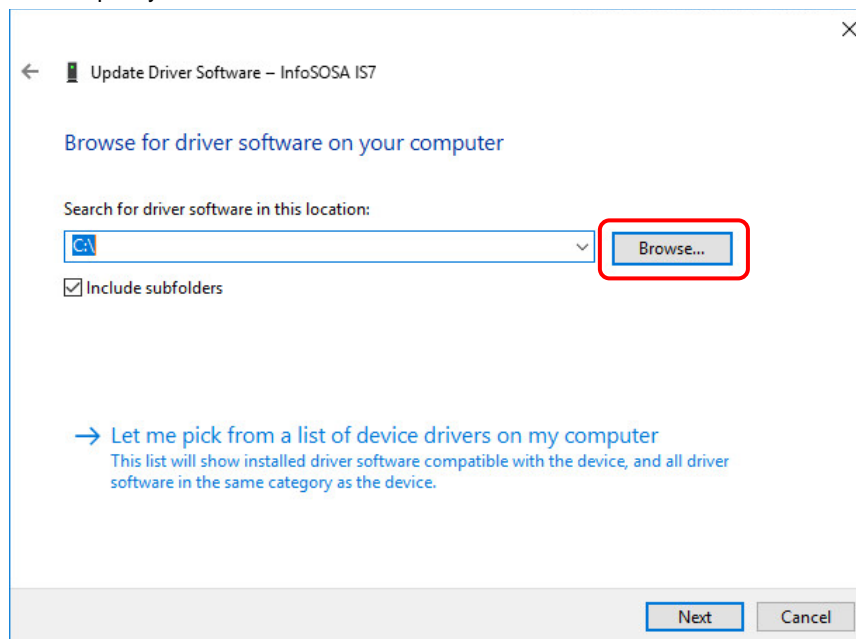 Update Driver Software – InfoSOSA IS7
Browse for driver software on your computer
Search for driver software in this location:
C:\
Browse...
Include subfolders
Let me pick from a list of device drivers on my computer
This list will show installed driver software compatible with the device, and all driver
software in the same category as the device.
Next
Cancel